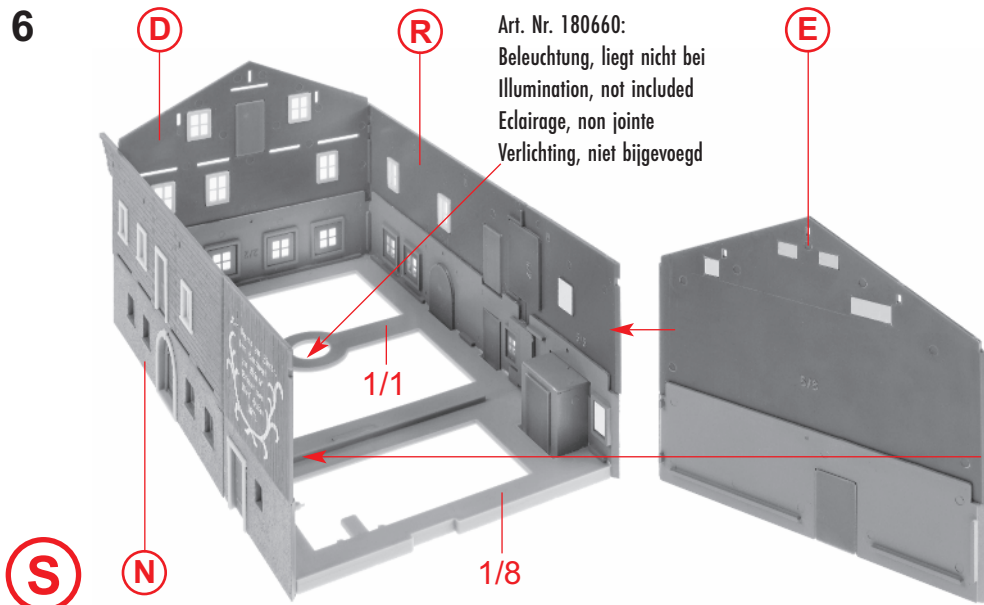 6
D
R
Art. Nr. 180660:
Beleuchtung, liegt nicht bei
Illumination, not included
Eclairage, non jointe
Verlichting, niet bijgevoegd
E
1/1
1/8
N
S